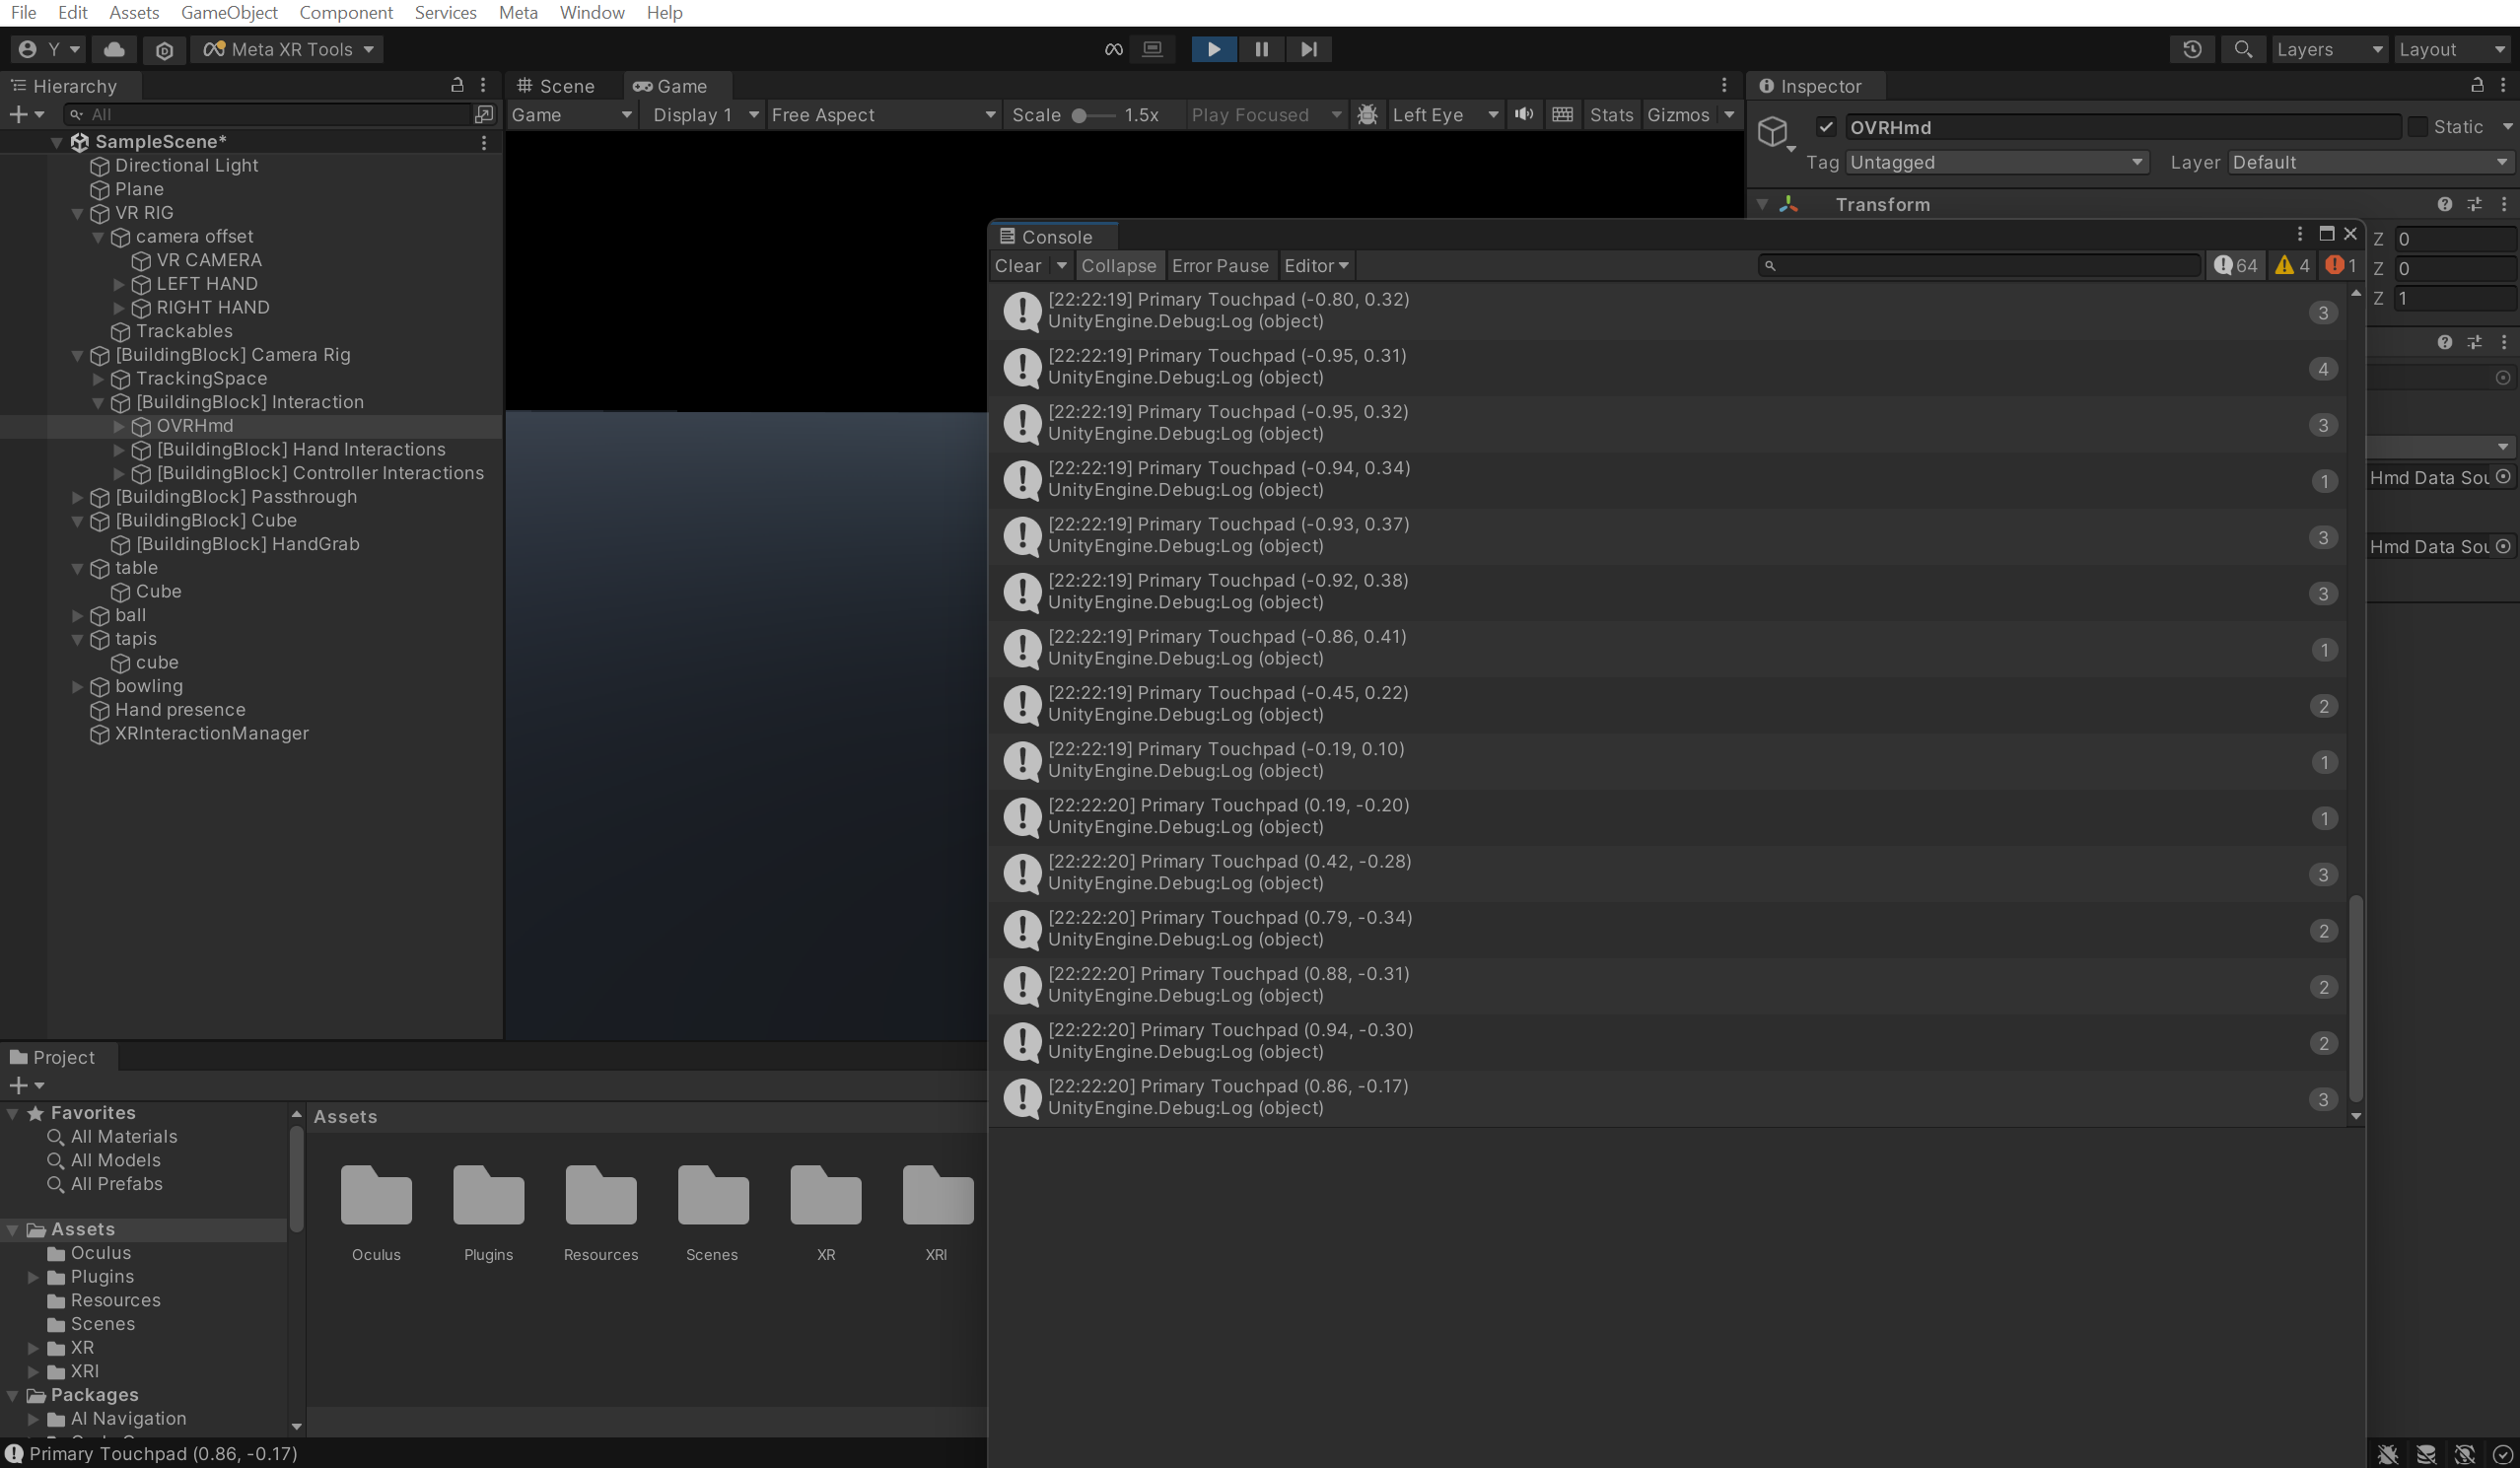 File Edit Assets GameObject Component Services Meta Window Help
Y Meta XR Tools Layers Layout
Hierarchy
All
SampleScene*
Directional Light
Plane
VR RIG
camera offset
VR CAMERA
LEFT HAND
RIGHT HAND
Trackables
[BuildingBlock] Camera Rig
TrackingSpace
[BuildingBlock] Interaction
OVRHmd
[BuildingBlock] Hand Interactions
[BuildingBlock] Controller Interactions
[BuildingBlock] Passthrough
[BuildingBlock] Cube
[BuildingBlock] HandGrab
table
Cube
ball
tapis
cube
bowling
Hand presence
XRInteractionManager
Scene Game
Game Display 1 Free Aspect Scale 1.5x Play Focused Left Eye Stats Gizmos
Inspector
OVRHmd Static
Tag Untagged Layer Default
Transform
Z 0
Z 0
Z 1
Hmd Data Sou
Hmd Data Sou
Console
Clear Collapse Error Pause Editor 64 4 1
[22:22:19] Primary Touchpad (-0.80, 0.32)
UnityEngine.Debug:Log (object) 3
[22:22:19] Primary Touchpad (-0.95, 0.31)
UnityEngine.Debug:Log (object) 4
[22:22:19] Primary Touchpad (-0.95, 0.32)
UnityEngine.Debug:Log (object) 3
[22:22:19] Primary Touchpad (-0.94, 0.34)
UnityEngine.Debug:Log (object) 1
[22:22:19] Primary Touchpad (-0.93, 0.37)
UnityEngine.Debug:Log (object) 3
[22:22:19] Primary Touchpad (-0.92, 0.38)
UnityEngine.Debug:Log (object) 3
[22:22:19] Primary Touchpad (-0.86, 0.41)
UnityEngine.Debug:Log (object) 1
[22:22:19] Primary Touchpad (-0.45, 0.22)
UnityEngine.Debug:Log (object) 2
[22:22:19] Primary Touchpad (-0.19, 0.10)
UnityEngine.Debug:Log (object) 1
[22:22:20] Primary Touchpad (0.19, -0.20)
UnityEngine.Debug:Log (object) 1
[22:22:20] Primary Touchpad (0.42, -0.28)
UnityEngine.Debug:Log (object) 3
[22:22:20] Primary Touchpad (0.79, -0.34)
UnityEngine.Debug:Log (object) 2
[22:22:20] Primary Touchpad (0.88, -0.31)
UnityEngine.Debug:Log (object) 2
[22:22:20] Primary Touchpad (0.94, -0.30)
UnityEngine.Debug:Log (object) 2
[22:22:20] Primary Touchpad (0.86, -0.17)
UnityEngine.Debug:Log (object) 3
Project
Favorites
All Materials
All Models
All Prefabs
Assets
Oculus
Plugins
Resources
Scenes
XR
XRI
Packages
AI Navigation
Assets
Oculus Plugins Resources Scenes XR XRI
Primary Touchpad (0.86, -0.17)